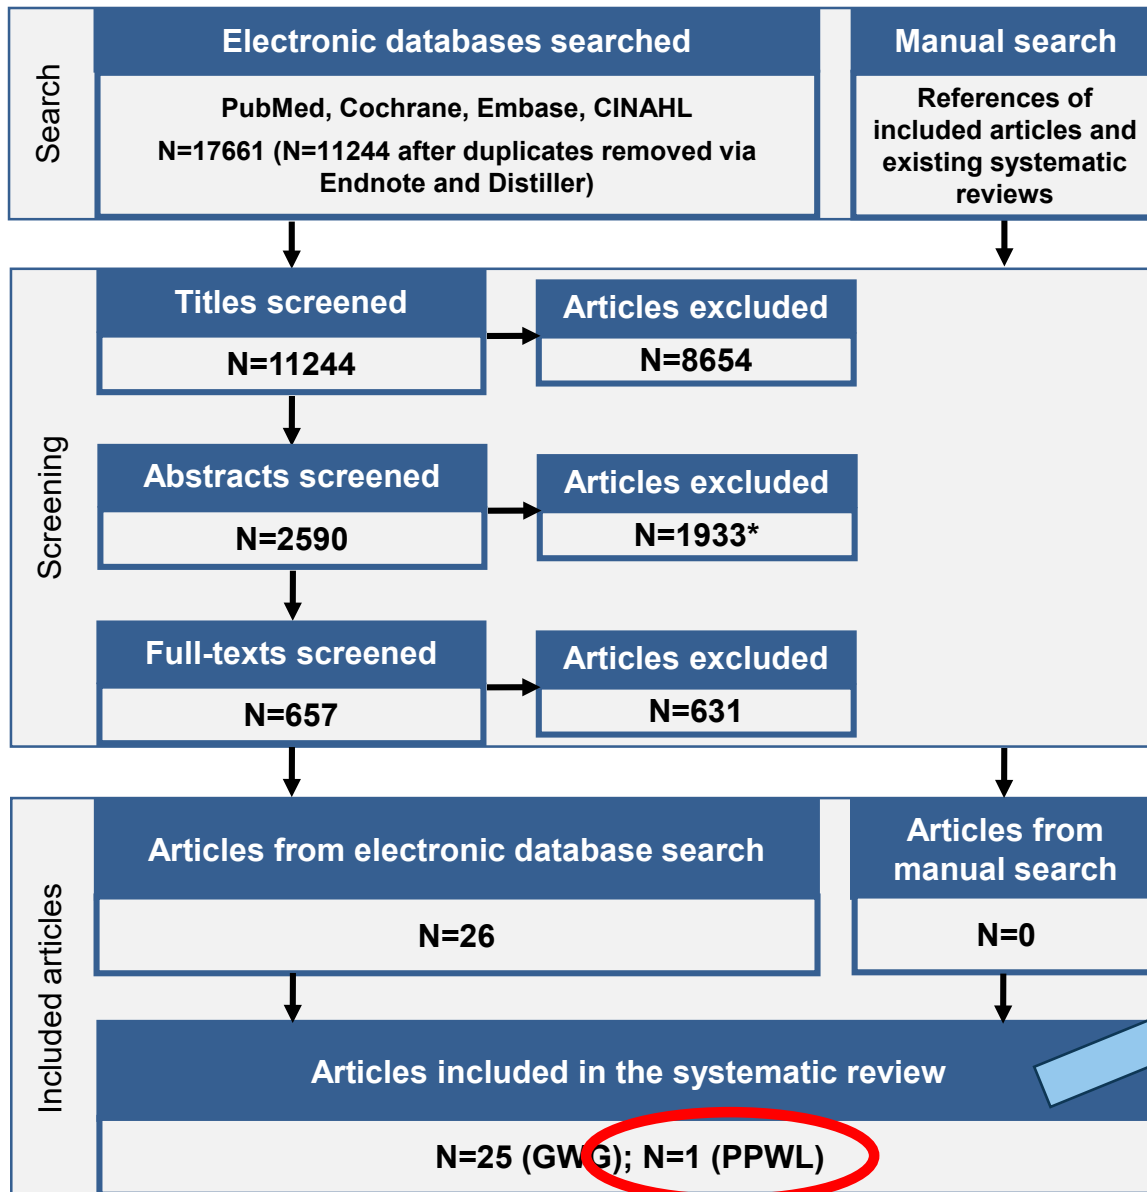 Search
Electronic databases searched
PubMed, Cochrane, Embase, CINAHL
N=17661 (N=11244 after duplicates removed via
Endnote and Distiller)
Manual search
References of
included articles and
existing systematic
reviews
Screening
Titles screened
N=11244
Articles excluded
N=8654
Abstracts screened
N=2590
Articles excluded
N=1933*
Full-texts screened
N=657
Articles excluded
N=631
Included articles
Articles from electronic database search
N=26
Articles from
manual search
N=0
Articles included in the systematic review
N=25 (GWG); N=1 (PPWL)